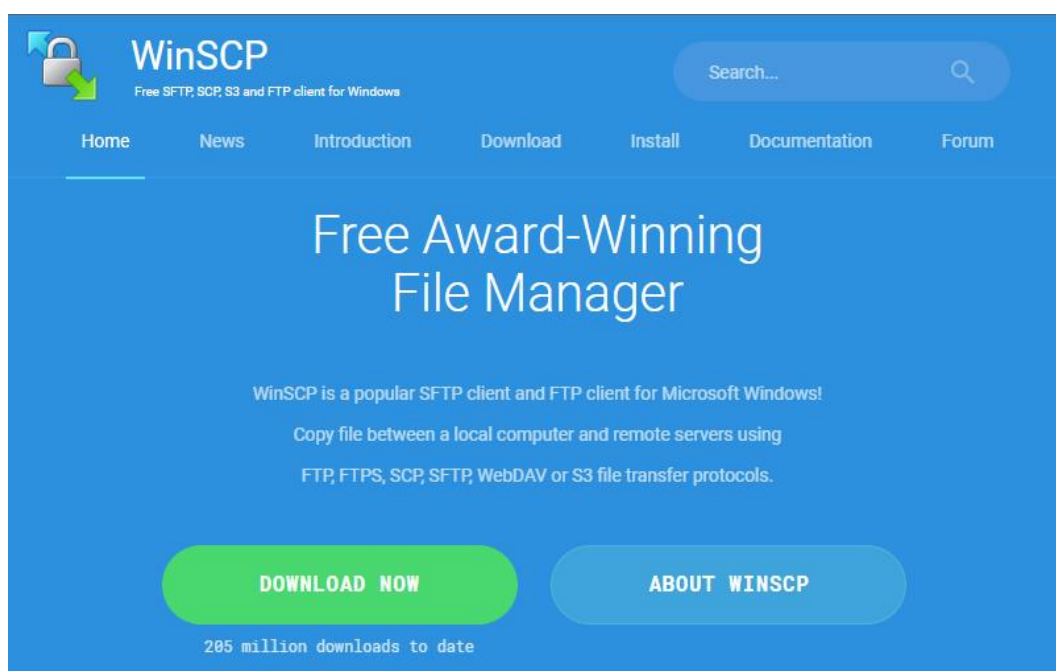 WinSCP
Free SFTP, SCP, S3 and FTP client for Windows
Search...
Home News Introduction Download Install Documentation Forum
Free Award-Winning
File Manager
WinSCP is a popular SFTP client and FTP client for Microsoft Windows!
Copy file between a local computer and remote servers using
FTP, FTPS, SCP, SFTP, WebDAV or S3 file transfer protocols.
DOWNLOAD NOW ABOUT WINSCP
205 million downloads to date